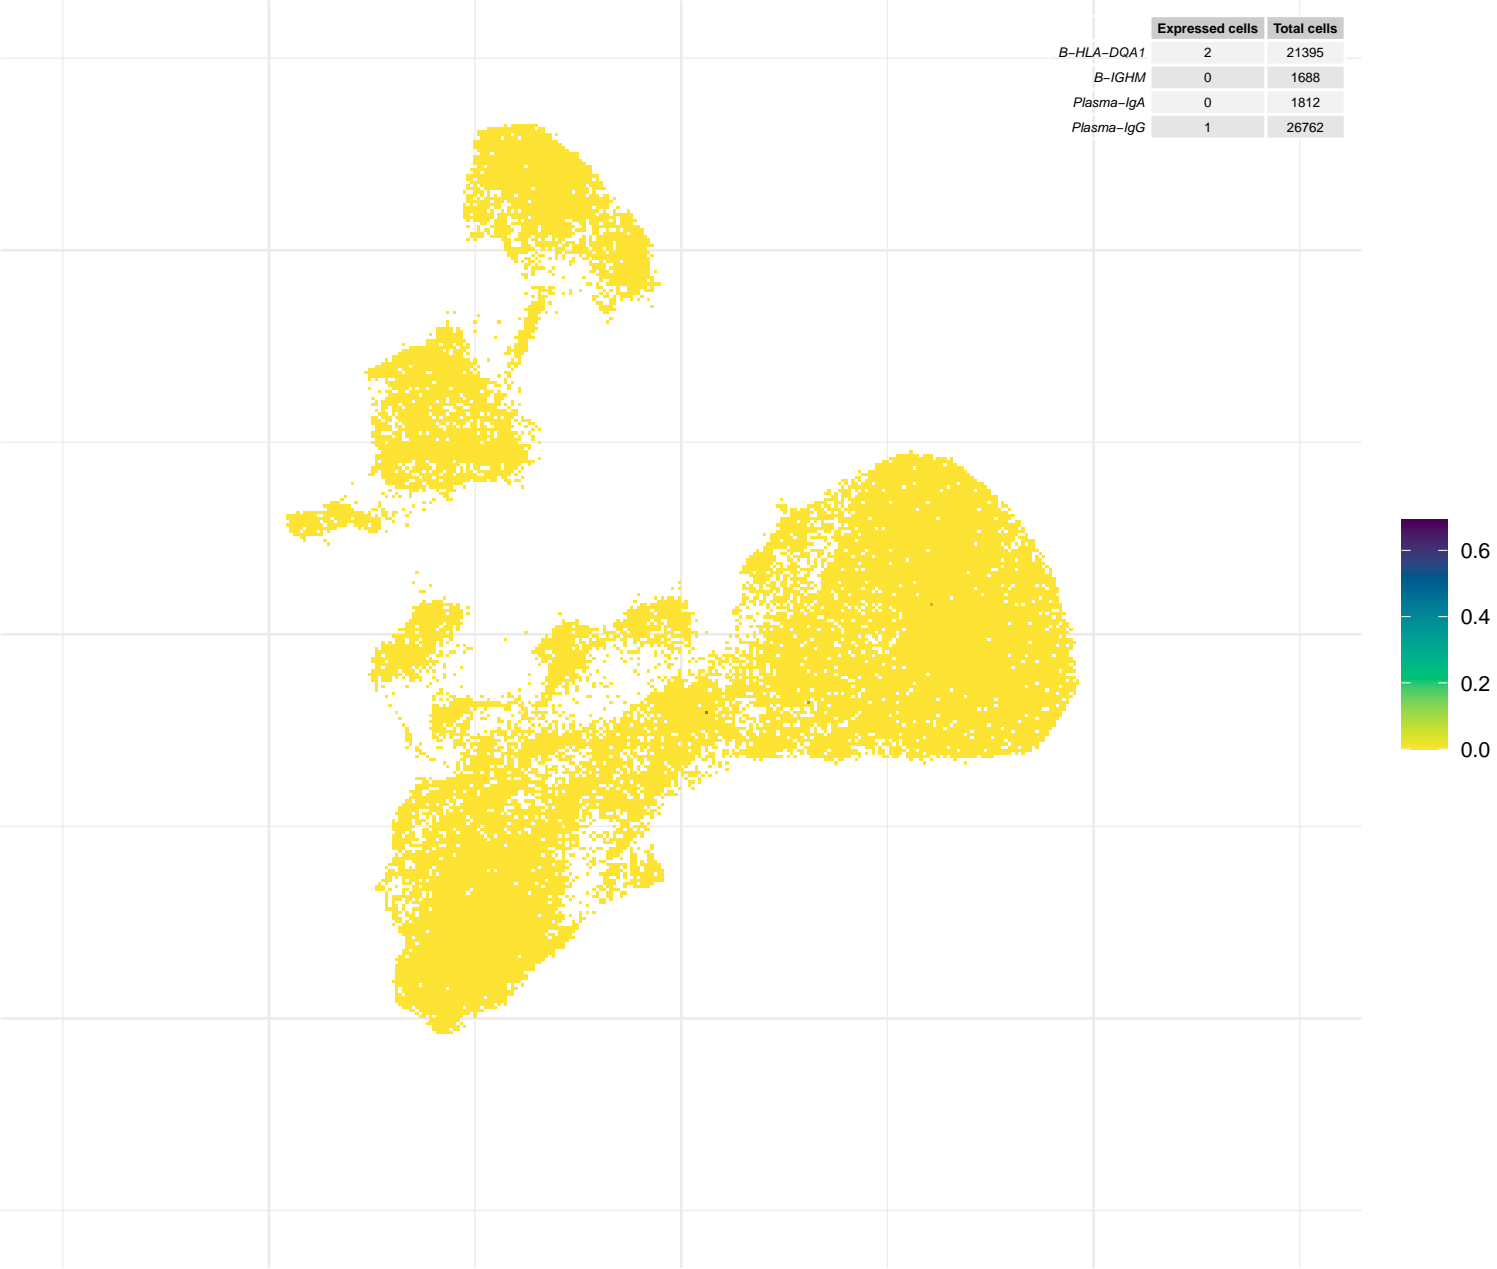 Expressed cells Total cells
B−HLA−DQA1 2 21395
B−IGHM 0 1688
Plasma−IgA 0 1812
Plasma−IgG 1 26762
0.6
0.4
0.2
0.0